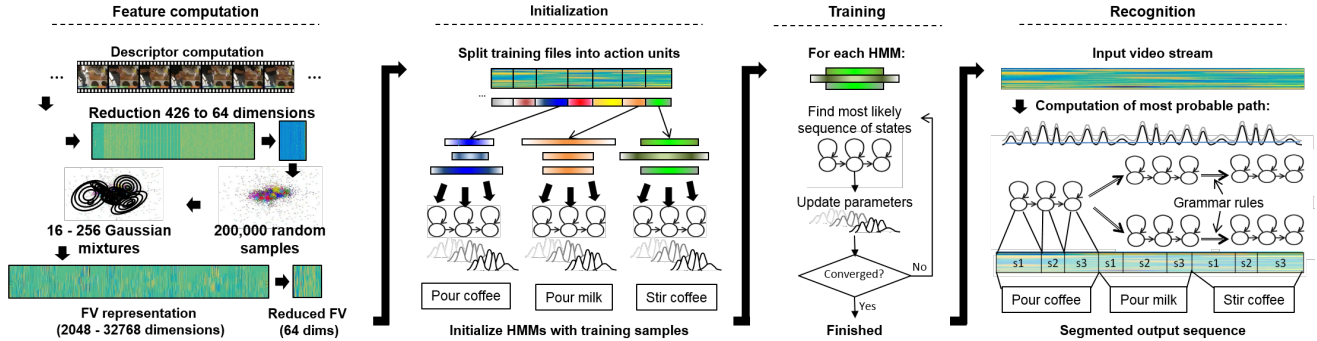 Feature computation
Descriptor computation
... ...
Reduction 426 to 64 dimensions
16 - 256 Gaussian
mixtures
200,000 random
samples
FV representation
(2048 - 32768 dimensions)
Reduced FV
(64 dims)
Initialization
Split training files into action units
...
Pour coffee
Pour milk
Stir coffee
Initialize HMMs with training samples
Training
For each HMM:
Find most likely
sequence of states
Update parameters
Converged?
No
Yes
Finished
Recognition
Input video stream
Computation of most probable path:
Grammar rules
s1 s2 s3 s1 s2 s3 s1 s2 s3
Pour coffee
Pour milk
Stir coffee
Segmented output sequence